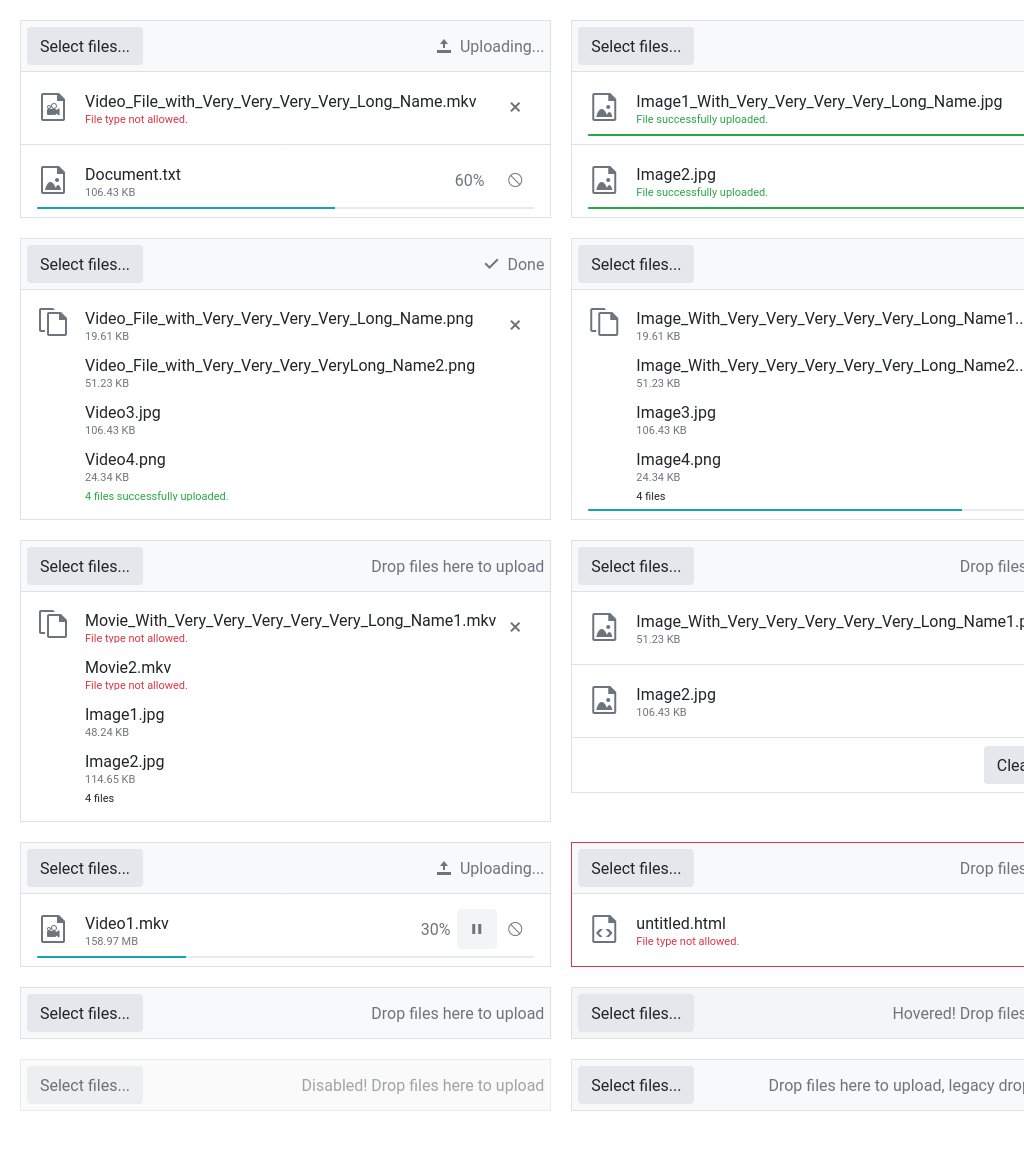 Select files...
Uploading...
Video_File_with_Very_Very_Very_Very_Long_Name.mkv
File type not allowed.
Document.txt
106.43 KB
60%
Select files...
Image1_With_Very_Very_Very_Very_Long_Name.jpg
File successfully uploaded.
Image2.jpg
File successfully uploaded.
Select files...
Done
Video_File_with_Very_Very_Very_Very_Long_Name.png
19.61 KB
Video_File_with_Very_Very_Very_VeryLong_Name2.png
51.23 KB
Video3.jpg
106.43 KB
Video4.png
24.34 KB
4 files successfully uploaded.
Select files...
Image_With_Very_Very_Very_Very_Very_Long_Name1...
19.61 KB
Image_With_Very_Very_Very_Very_Very_Long_Name2...
51.23 KB
Image3.jpg
106.43 KB
Image4.png
24.34 KB
4 files
Select files...
Drop files here to upload
Movie_With_Very_Very_Very_Very_Very_Long_Name1.mkv
File type not allowed.
Movie2.mkv
File type not allowed.
Image1.jpg
48.24 KB
Image2.jpg
114.65 KB
4 files
Select files...
Drop files
Image_With_Very_Very_Very_Very_Very_Long_Name1.p
51.23 KB
Image2.jpg
106.43 KB
Clea
Select files...
Uploading...
Video1.mkv
158.97 MB
30%
Select files...
Drop files
untitled.html
File type not allowed.
Select files...
Drop files here to upload
Select files...
Hovered! Drop files
Select files...
Disabled! Drop files here to upload
Select files...
Drop files here to upload, legacy drop